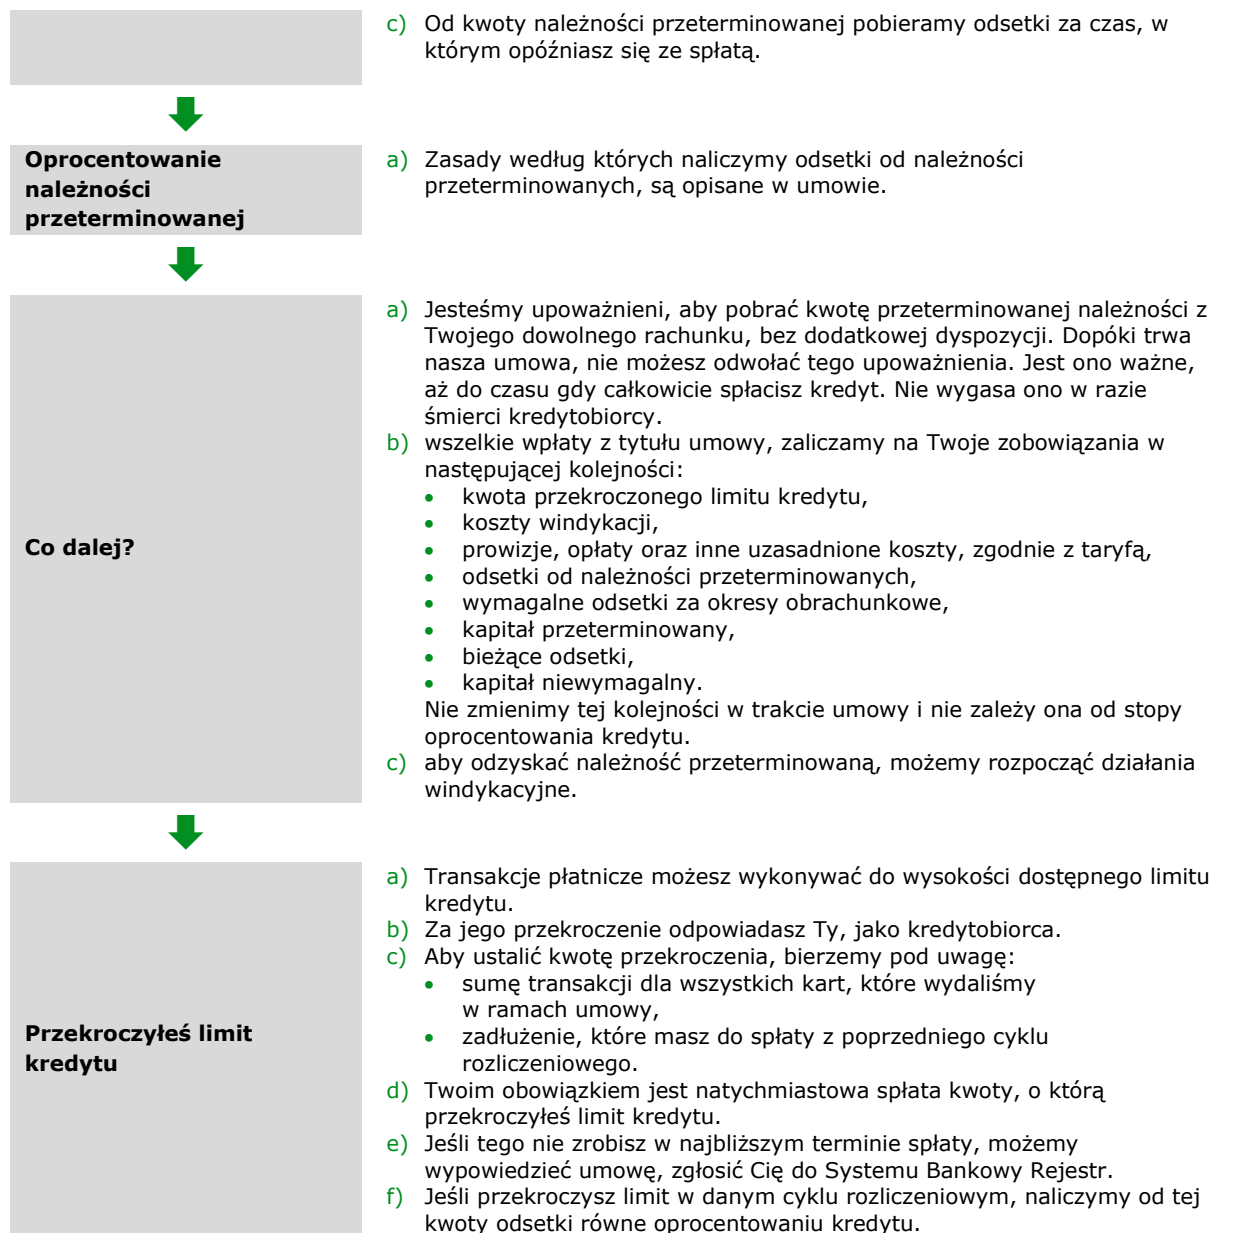 c) Od kwoty należności przeterminowanej pobieramy odsetki za czas, w
którym opóźniasz się ze spłatą.
Oprocentowanie
należności
przeterminowanej
a) Zasady według których naliczymy odsetki od należności
przeterminowanych, są opisane w umowie.
Co dalej?
a) Jesteśmy upoważnieni, aby pobrać kwotę przeterminowanej należności z
Twojego dowolnego rachunku, bez dodatkowej dyspozycji. Dopóki trwa
nasza umowa, nie możesz odwołać tego upoważnienia. Jest ono ważne,
aż do czasu gdy całkowicie spłacisz kredyt. Nie wygasa ono w razie
śmierci kredytobiorcy.
b) wszelkie wpłaty z tytułu umowy, zaliczamy na Twoje zobowiązania w
następującej kolejności:
• kwota przekroczonego limitu kredytu,
• koszty windykacji,
• prowizje, opłaty oraz inne uzasadnione koszty, zgodnie z taryfą,
• odsetki od należności przeterminowanych,
• wymagalne odsetki za okresy obrachunkowe,
• kapitał przeterminowany,
• bieżące odsetki,
• kapitał niewymagalny.
Nie zmienimy tej kolejności w trakcie umowy i nie zależy ona od stopy
oprocentowania kredytu.
c) aby odzyskać należność przeterminowaną, możemy rozpocząć działania
windykacyjne.
Przekroczyłeś limit
kredytu
a) Transakcje płatnicze możesz wykonywać do wysokości dostępnego limitu
kredytu.
b) Za jego przekroczenie odpowiadasz Ty, jako kredytobiorca.
c) Aby ustalić kwotę przekroczenia, bierzemy pod uwagę:
• sumę transakcji dla wszystkich kart, które wydaliśmy
w ramach umowy,
• zadłużenie, które masz do spłaty z poprzedniego cyklu
rozliczeniowego.
d) Twoim obowiązkiem jest natychmiastowa spłata kwoty, o którą
przekroczyłeś limit kredytu.
e) Jeśli tego nie zrobisz w najbliższym terminie spłaty, możemy
wypowiedzieć umowę, zgłosić Cię do Systemu Bankowy Rejestr.
f) Jeśli przekroczysz limit w danym cyklu rozliczeniowym, naliczymy od tej
kwoty odsetki równe oprocentowaniu kredytu.